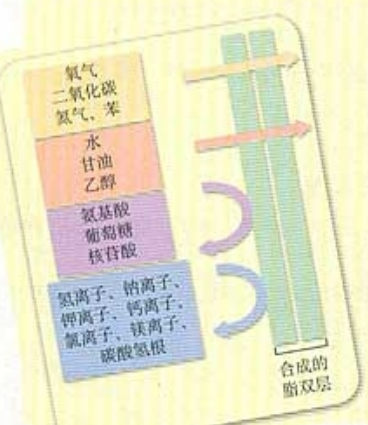 氧气
二氧化碳
氮气、苯
水
甘油
乙醇
氨基酸
葡萄糖
核苷酸
氢离子、钠离子、
钾离子、钙离子、
氯离子、镁离子、
碳酸氢根
合成的
脂双层